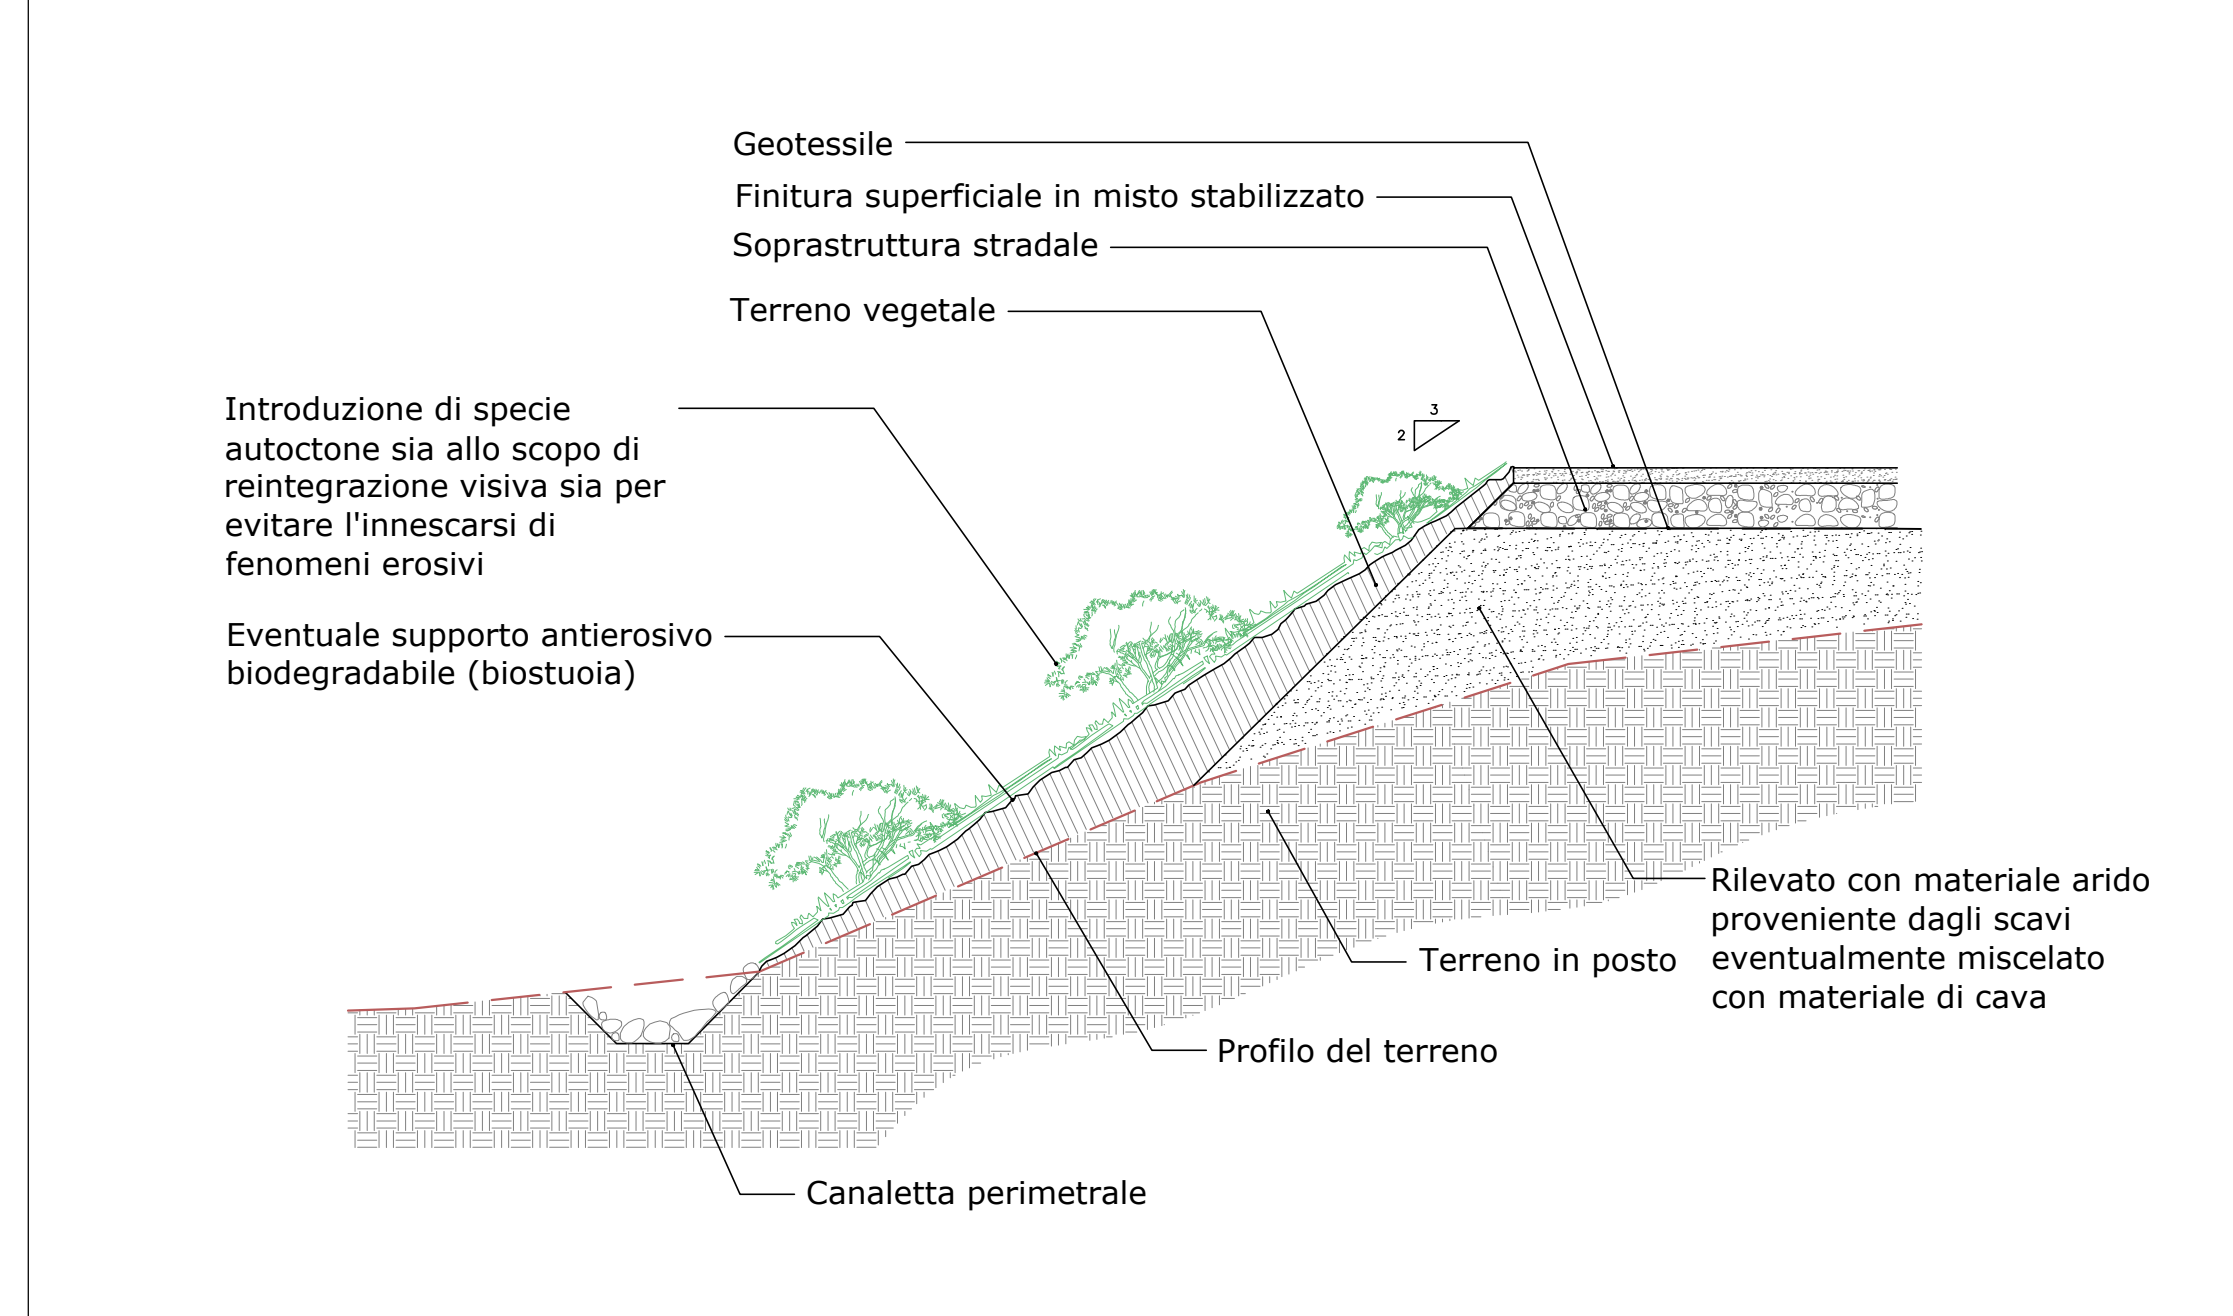 Geotessile
Finitura superficiale in misto stabilizzato
Soprastruttura stradale
Terreno vegetale
Introduzione di specie
autoctone sia allo scopo di
reintegrazione visiva sia per
evitare l'innescarsi di
fenomeni erosivi
3
2
Eventuale supporto antierosivo
biodegradabile (biostuoia)
Rilevato con materiale arido
proveniente dagli scavi
eventualmente miscelato
con materiale di cava
Terreno in posto
Profilo del terreno
Canaletta perimetrale